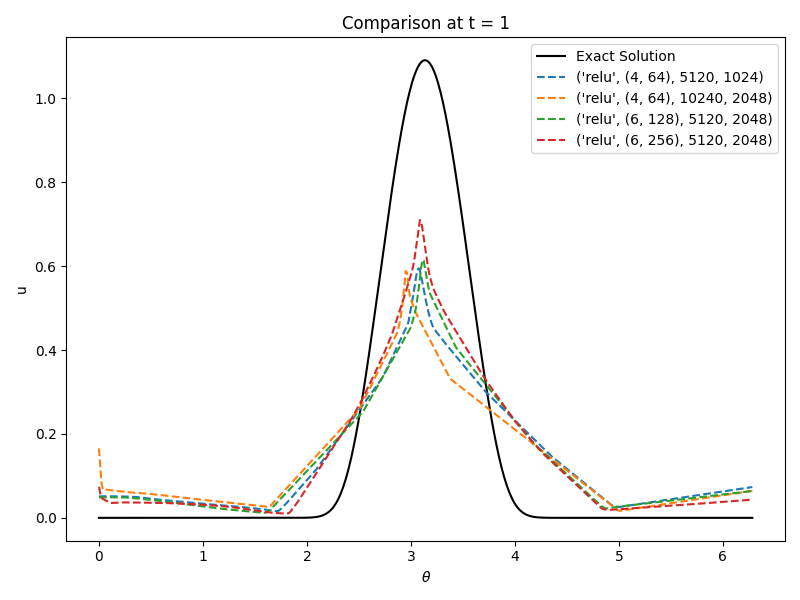 Comparison at t = 1
Exact Solution
('relu', (4, 64), 5120, 1024)
('relu', (4, 64), 10240, 2048)
('relu', (6, 128), 5120, 2048)
('relu', (6, 256), 5120, 2048)
u
1.0
0.8
0.6
0.4
0.2
0.0
0 1 2 3 4 5 6
θ